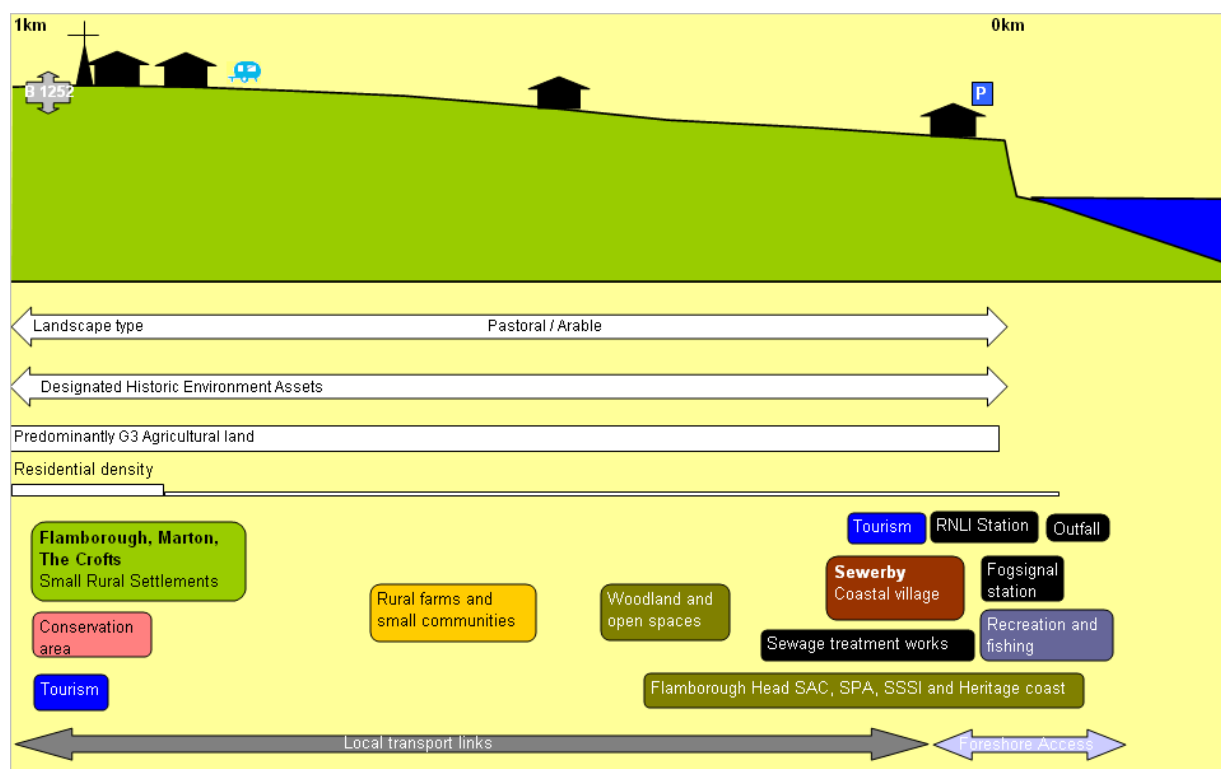 1km
0km
B 1252
P
Landscape type
Pastoral / Arable
Designated Historic Environment Assets
Predominantly G3 Agricultural land
Residential density
Flamborough, Marton,
The Crofts
Small Rural Settlements
Conservation
area
Tourism
Rural farms and
small communities
Woodland and
open spaces
Tourism
RNLI Station
Outfall
Sewerby
Coastal village
Fogsignal
station
Sewage treatment works
Recreation and
fishing
Flamborough Head SAC, SPA, SSSI and Heritage coast
Local transport links
Foreshore Access